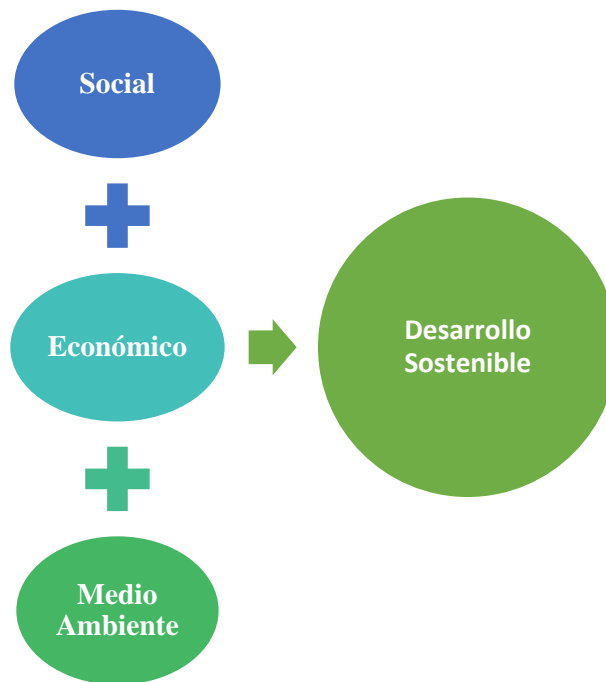 Social
Económico
Medio
Ambiente
Desarrollo
Sostenible